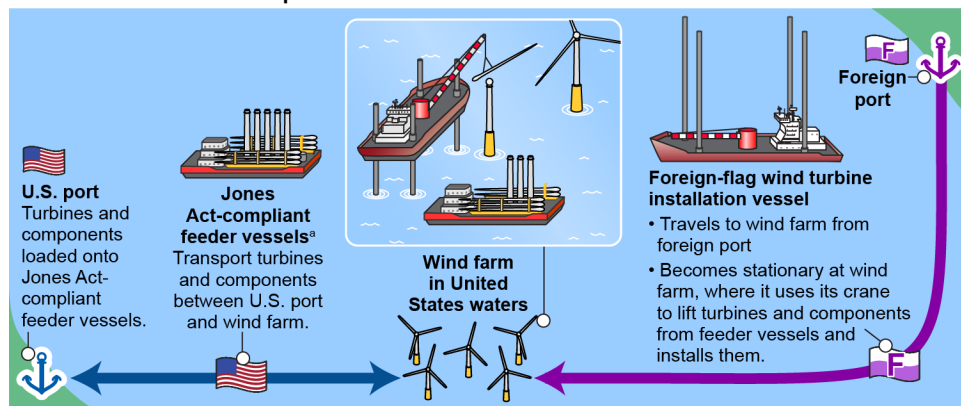 U.S. port
Turbines and
components
loaded onto
Jones Act-
compliant
feeder vessels.
Jones
Act-compliant
feeder vesselsᵃ
Transport turbines
and components
between U.S. port
and wind farm.
Wind farm
in United
States waters
Foreign-flag wind turbine
installation vessel
• Travels to wind farm from
foreign port
• Becomes stationary at wind
farm, where it uses its crane
to lift turbines and components
from feeder vessels and
installs them.
F
Foreign
port
F